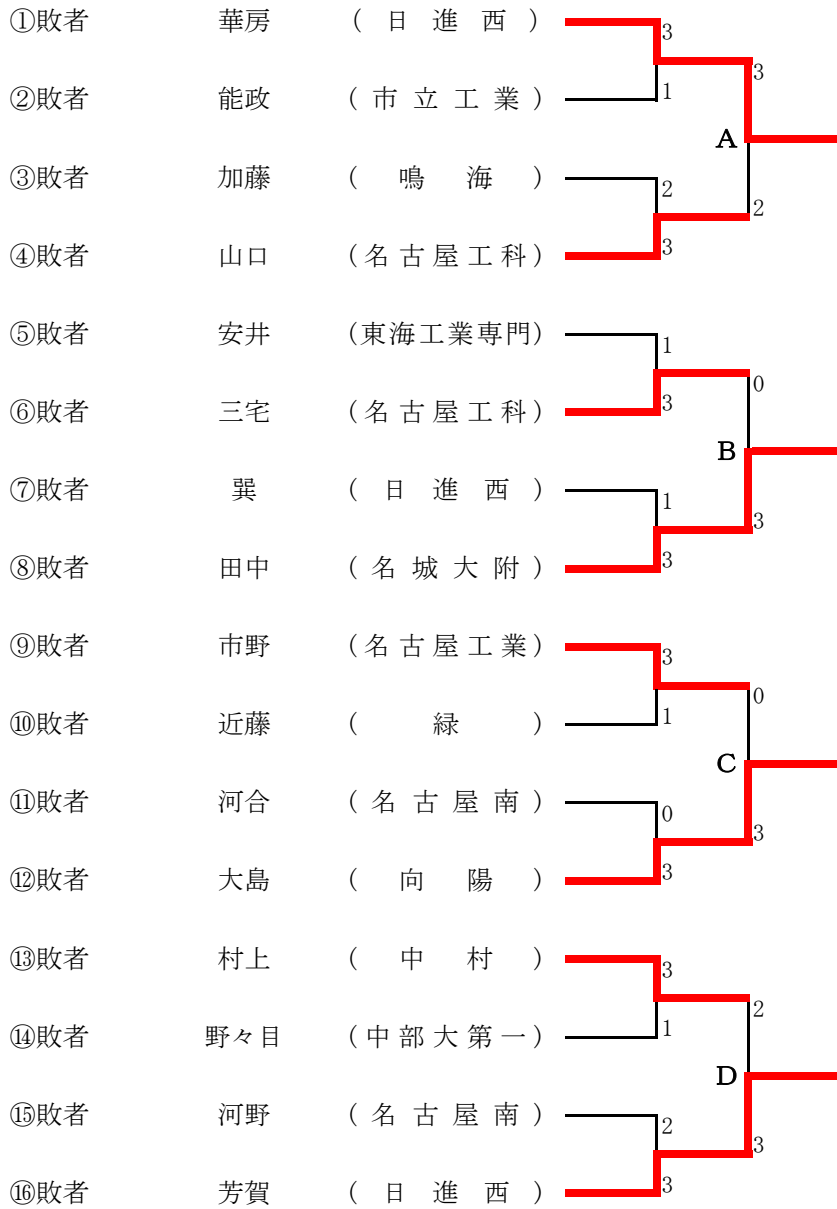 ①敗者 華房 (日進西) 3
3
②敗者 能政 (市立工業) 1
A
③敗者 加藤 (鳴海) 2
2
④敗者 山口 (名古屋工科) 3
⑤敗者 安井 (東海工業専門) 1
0
⑥敗者 三宅 (名古屋工科) 3
B
⑦敗者 巽 (日進西) 1
3
⑧敗者 田中 (名城大附) 3
⑨敗者 市野 (名古屋工業) 3
0
⑩敗者 近藤 (緑) 1
C
⑪敗者 河合 (名古屋南) 0
3
⑫敗者 大島 (向陽) 3
⑬敗者 村上 (中村) 3
2
⑭敗者 野々目 (中部大第一) 1
D
⑮敗者 河野 (名古屋南) 2
3
⑯敗者 芳賀 (日進西) 3